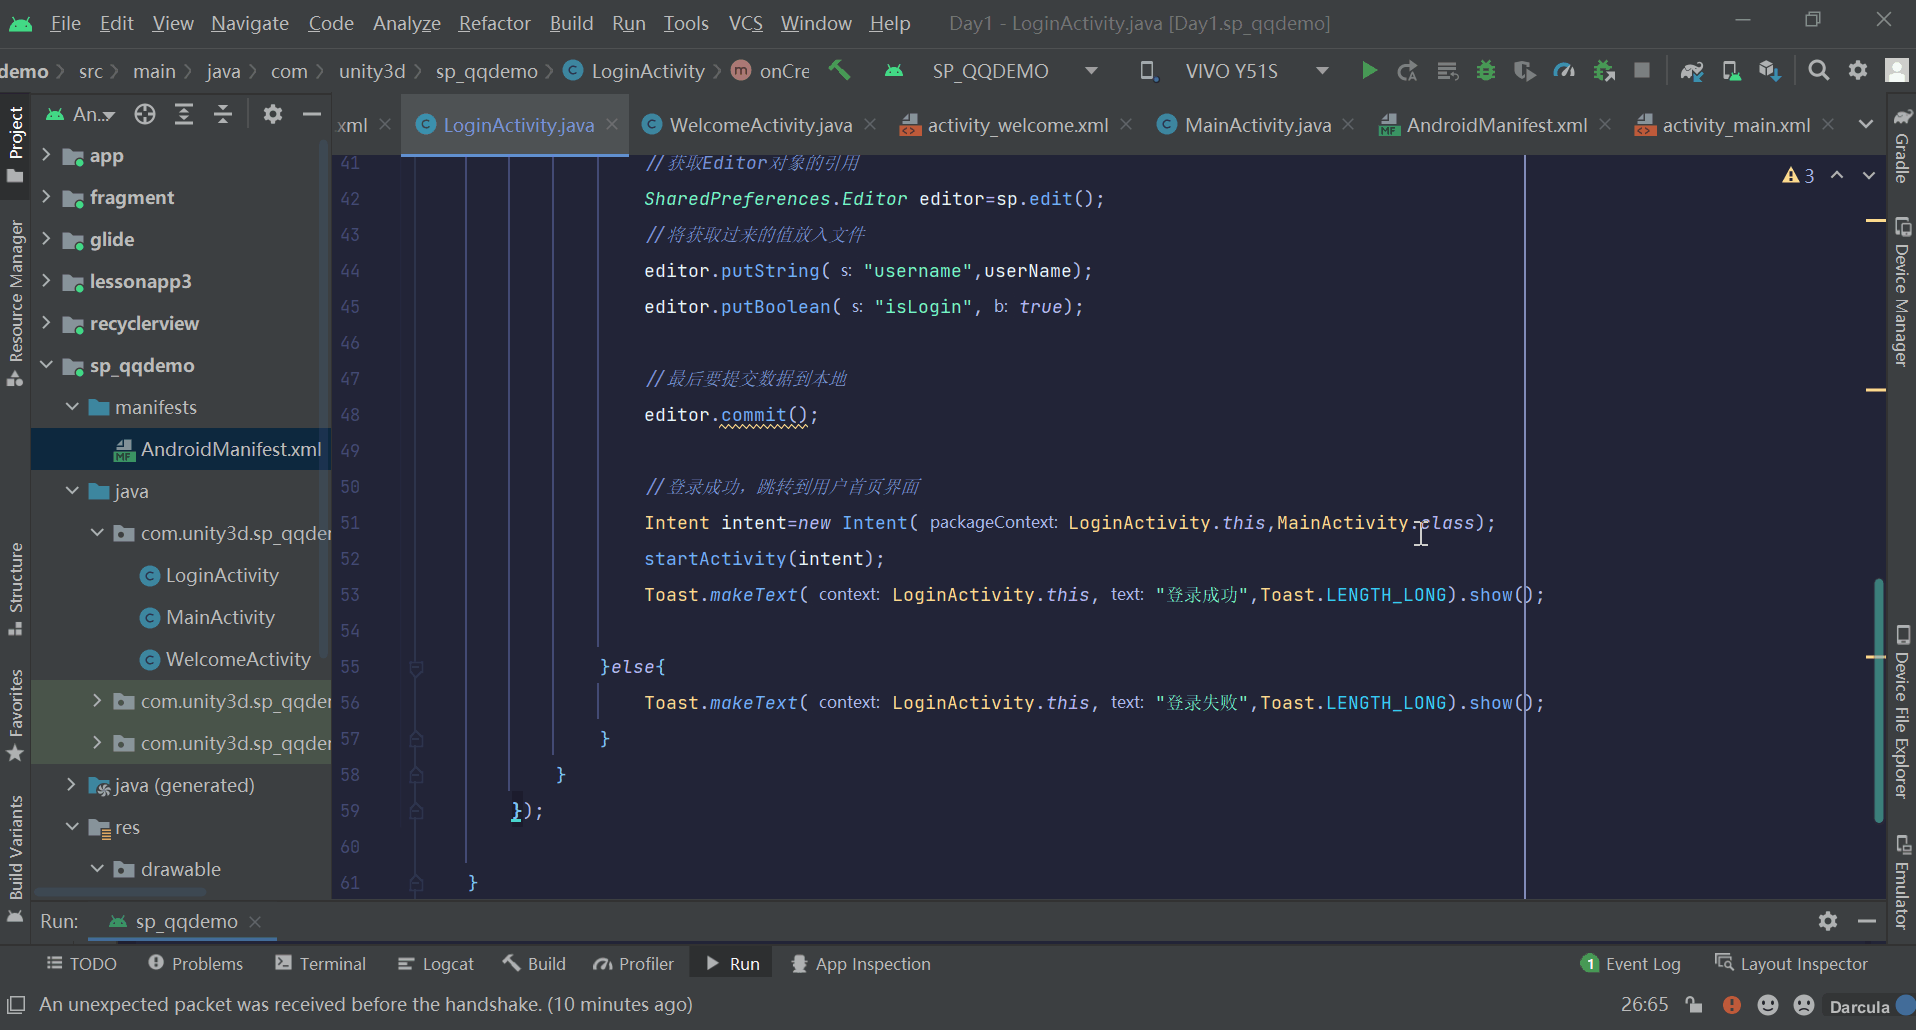 File Edit View Navigate Code Analyze Refactor Build Run Tools VCS Window Help Day1 - LoginActivity.java [Day1.sp_qqdemo]
demo src main java com unity3d sp_qqdemo LoginActivity onCre SP_QQDEMO VIVO Y51S
An... .xml LoginActivity.java WelcomeActivity.java activity_welcome.xml MainActivity.java AndroidManifest.xml activity_main.xml
Project
Resource Manager
Structure
Favorites
Build Variants
app
fragment
glide
lessonapp3
recyclerview
sp_qqdemo
manifests
AndroidManifest.xml
java
com.unity3d.sp_qqder
LoginActivity
MainActivity
WelcomeActivity
com.unity3d.sp_qqder
com.unity3d.sp_qqder
java (generated)
res
drawable
3
41 //获取Editor对象的引用
42 SharedPreferences.Editor editor=sp.edit();
43 //将获取过来的值放入文件
44 editor.putString( s: "username",userName);
45 editor.putBoolean( s: "isLogin", b: true);
46
47 //最后要提交数据到本地
48 editor.commit();
49
50 //登录成功，跳转到用户首页界面
51 Intent intent=new Intent( packageContext: LoginActivity.this,MainActivity.class);
52 startActivity(intent);
53 Toast.makeText( context: LoginActivity.this, text: "登录成功",Toast.LENGTH_LONG).show();
54
55 }else{
56 Toast.makeText( context: LoginActivity.this, text: "登录失败",Toast.LENGTH_LONG).show();
57 }
58 }
59 });
60
61 }
Gradle
Device Manager
Device File Explorer
Emulator
Run: sp_qqdemo
TODO Problems Terminal Logcat Build Profiler Run App Inspection 1 Event Log Layout Inspector
An unexpected packet was received before the handshake. (10 minutes ago) 26:65 Darcula